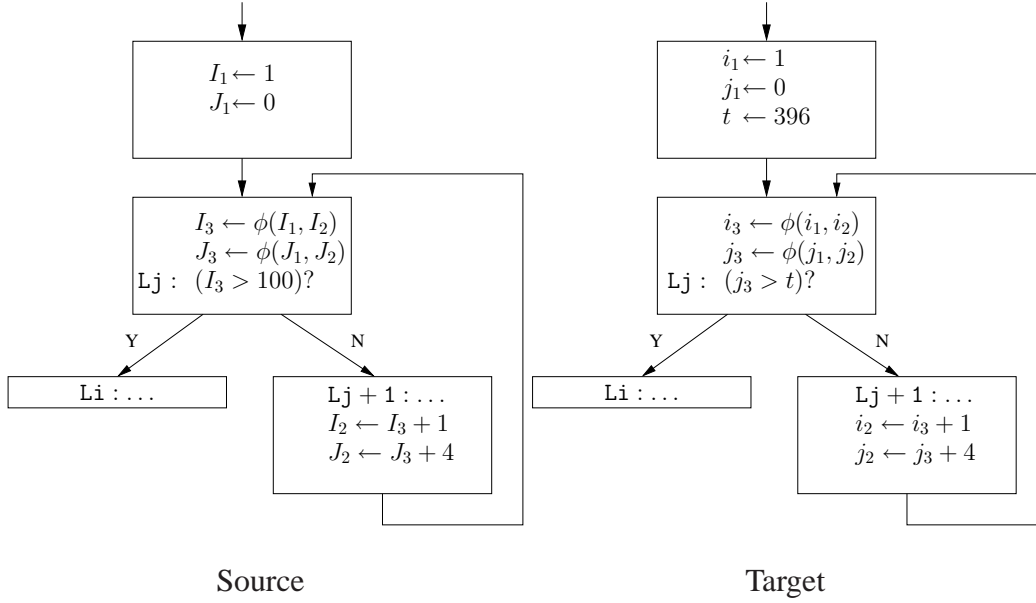 I₁ ← 1
J₁ ← 0
I₃ ← ϕ(I₁, I₂)
J₃ ← ϕ(J₁, J₂)
Lj : (I₃ > 100)?
Y
N
Li : ...
Lj + 1 : ...
I₂ ← I₃ + 1
J₂ ← J₃ + 4
Source
i₁ ← 1
j₁ ← 0
t ← 396
i₃ ← ϕ(i₁, i₂)
j₃ ← ϕ(j₁, j₂)
Lj : (j₃ > t)?
Y
N
Li : ...
Lj + 1 : ...
i₂ ← i₃ + 1
j₂ ← j₃ + 4
Target